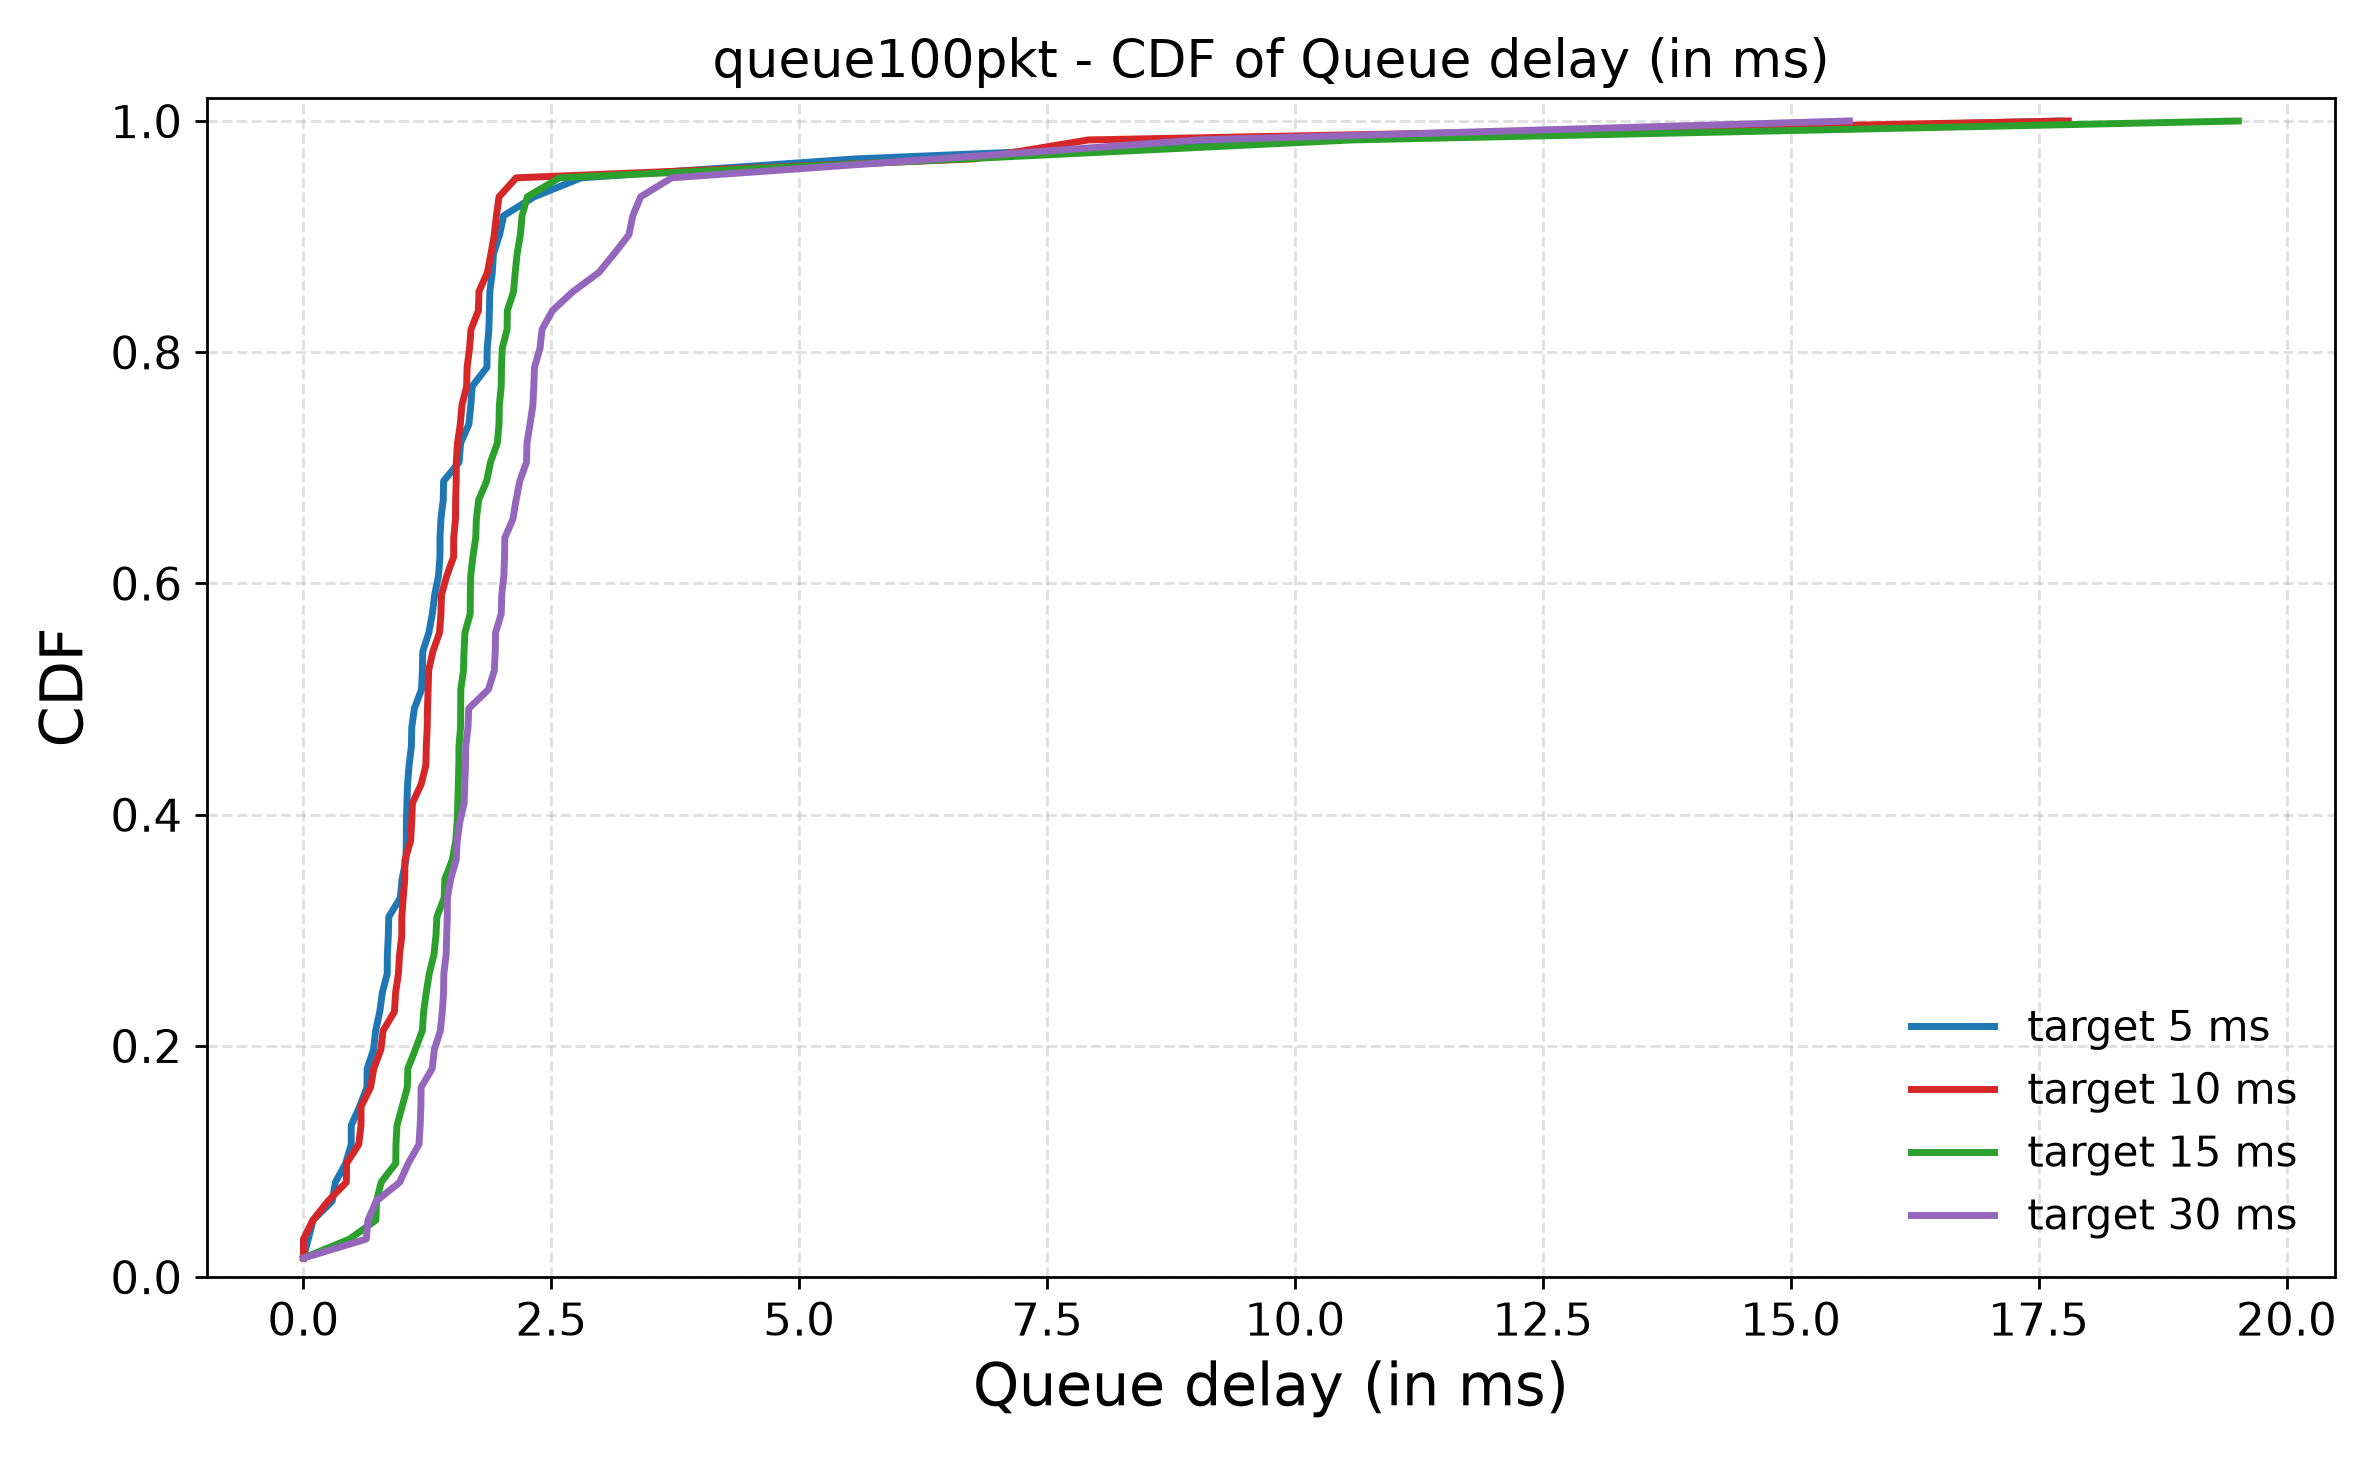 queue100pkt - CDF of Queue delay (in ms)
1.0
0.8
0.6
0.4
0.2
0.0
CDF
0.0 2.5 5.0 7.5 10.0 12.5 15.0 17.5 20.0
Queue delay (in ms)
target 5 ms
target 10 ms
target 15 ms
target 30 ms